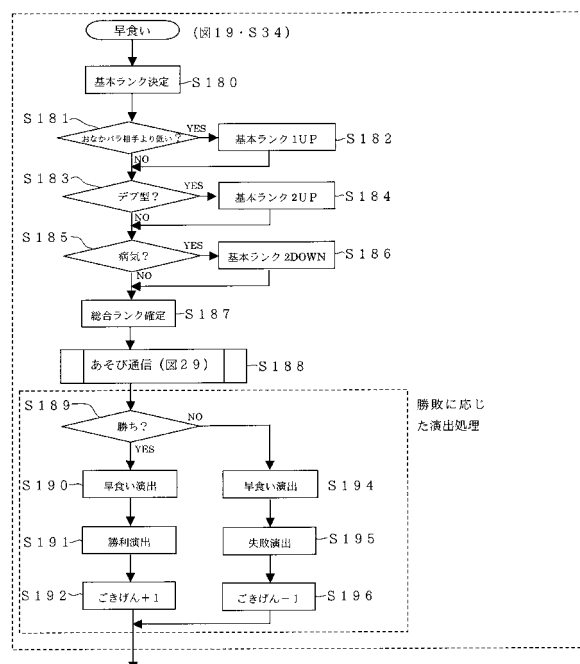 早食い (図19・S34)
基本ランク決定 S180
S181
おなかパラ相手より低い? YES 基本ランク1UP S182
NO
S183
デブ型? YES 基本ランク2UP S184
NO
S185
病気? YES 基本ランク2DOWN S186
NO
総合ランク確定 S187
あそび通信(図29) S188
S189 勝敗に応じ
た演出処理
勝ち? NO
YES
S190 早食い演出 早食い演出 S194
S191 勝利演出 失敗演出 S195
S192 ごきげん+1 ごきげん-1 S196